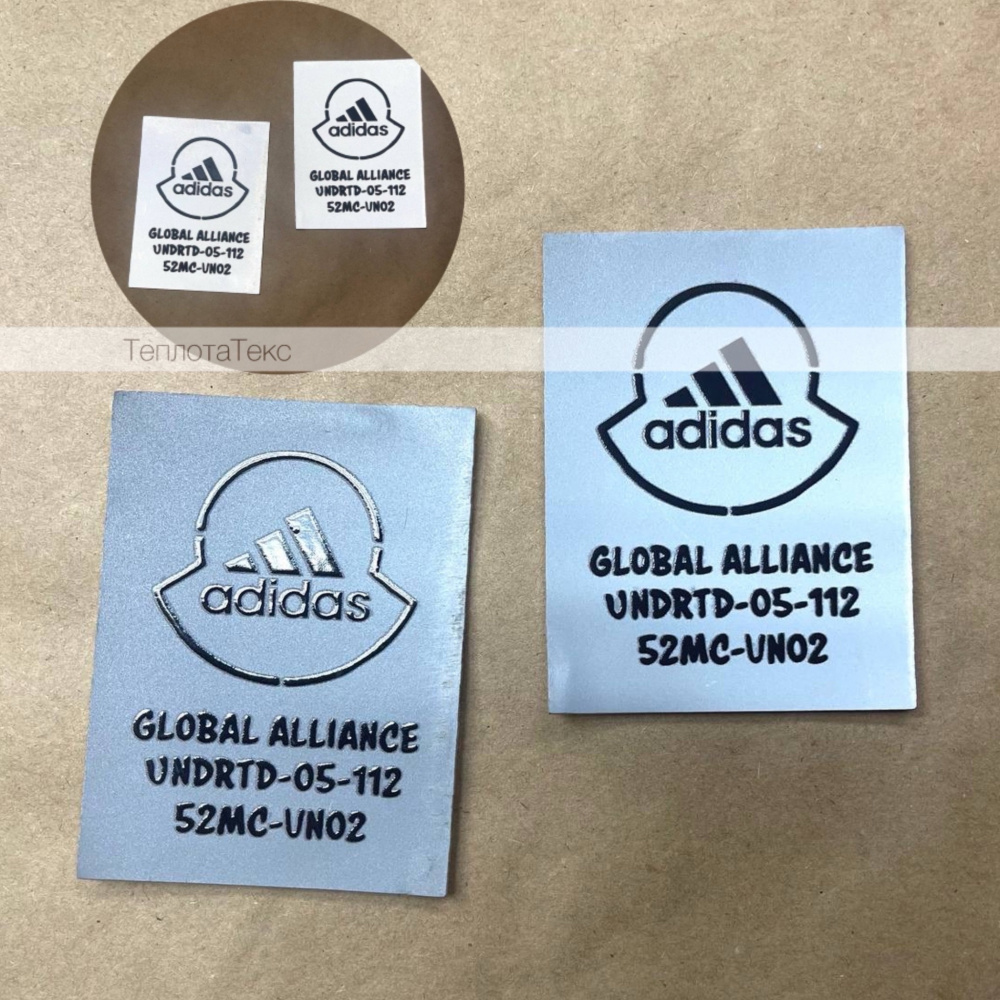 adidas
GLOBAL ALLIANCE
UNDRTD-05-112
52MC-UN02
adidas
GLOBAL ALLIANCE
UNDRTD-05-112
52MC-UN02
ТеплотаТекс
adidas
GLOBAL ALLIANCE
UNDRTD-05-112
52MC-UN02
adidas
GLOBAL ALLIANCE
UNDRTD-05-112
52MC-UN02